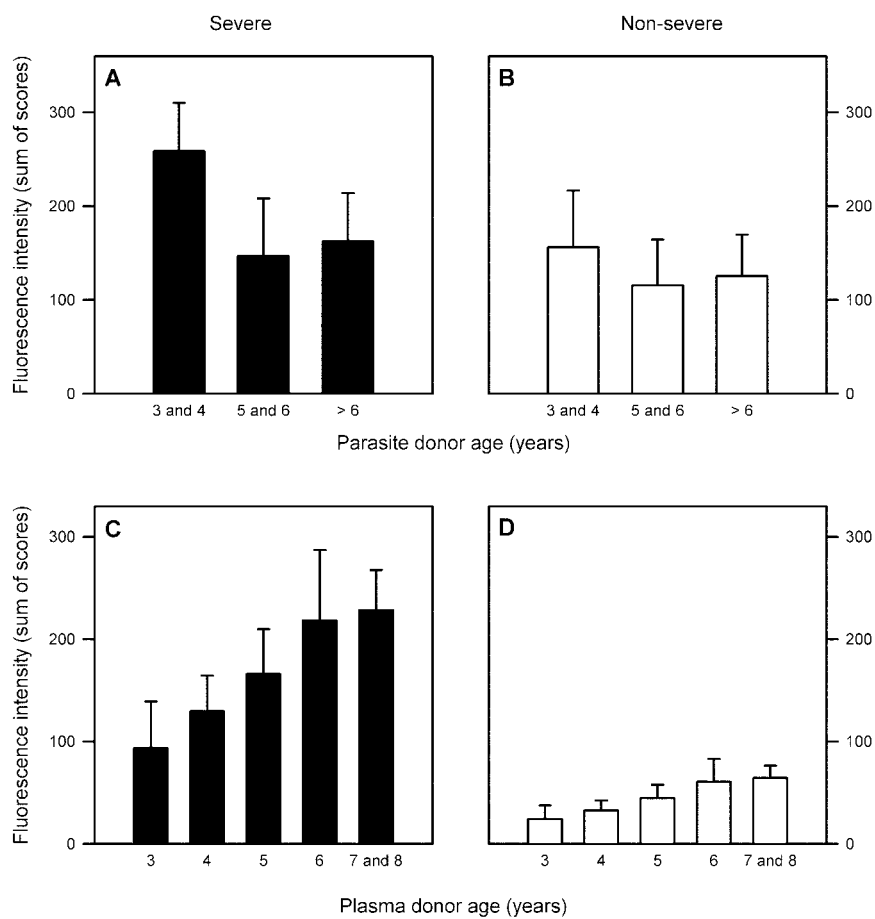 Severe
Non-severe
A
B
Fluorescence intensity (sum of scores)
300
200
100
0
300
200
100
0
3 and 4 5 and 6 > 6
3 and 4 5 and 6 > 6
Parasite donor age (years)
C
D
Fluorescence intensity (sum of scores)
300
200
100
0
300
200
100
0
3 4 5 6 7 and 8
3 4 5 6 7 and 8
Plasma donor age (years)